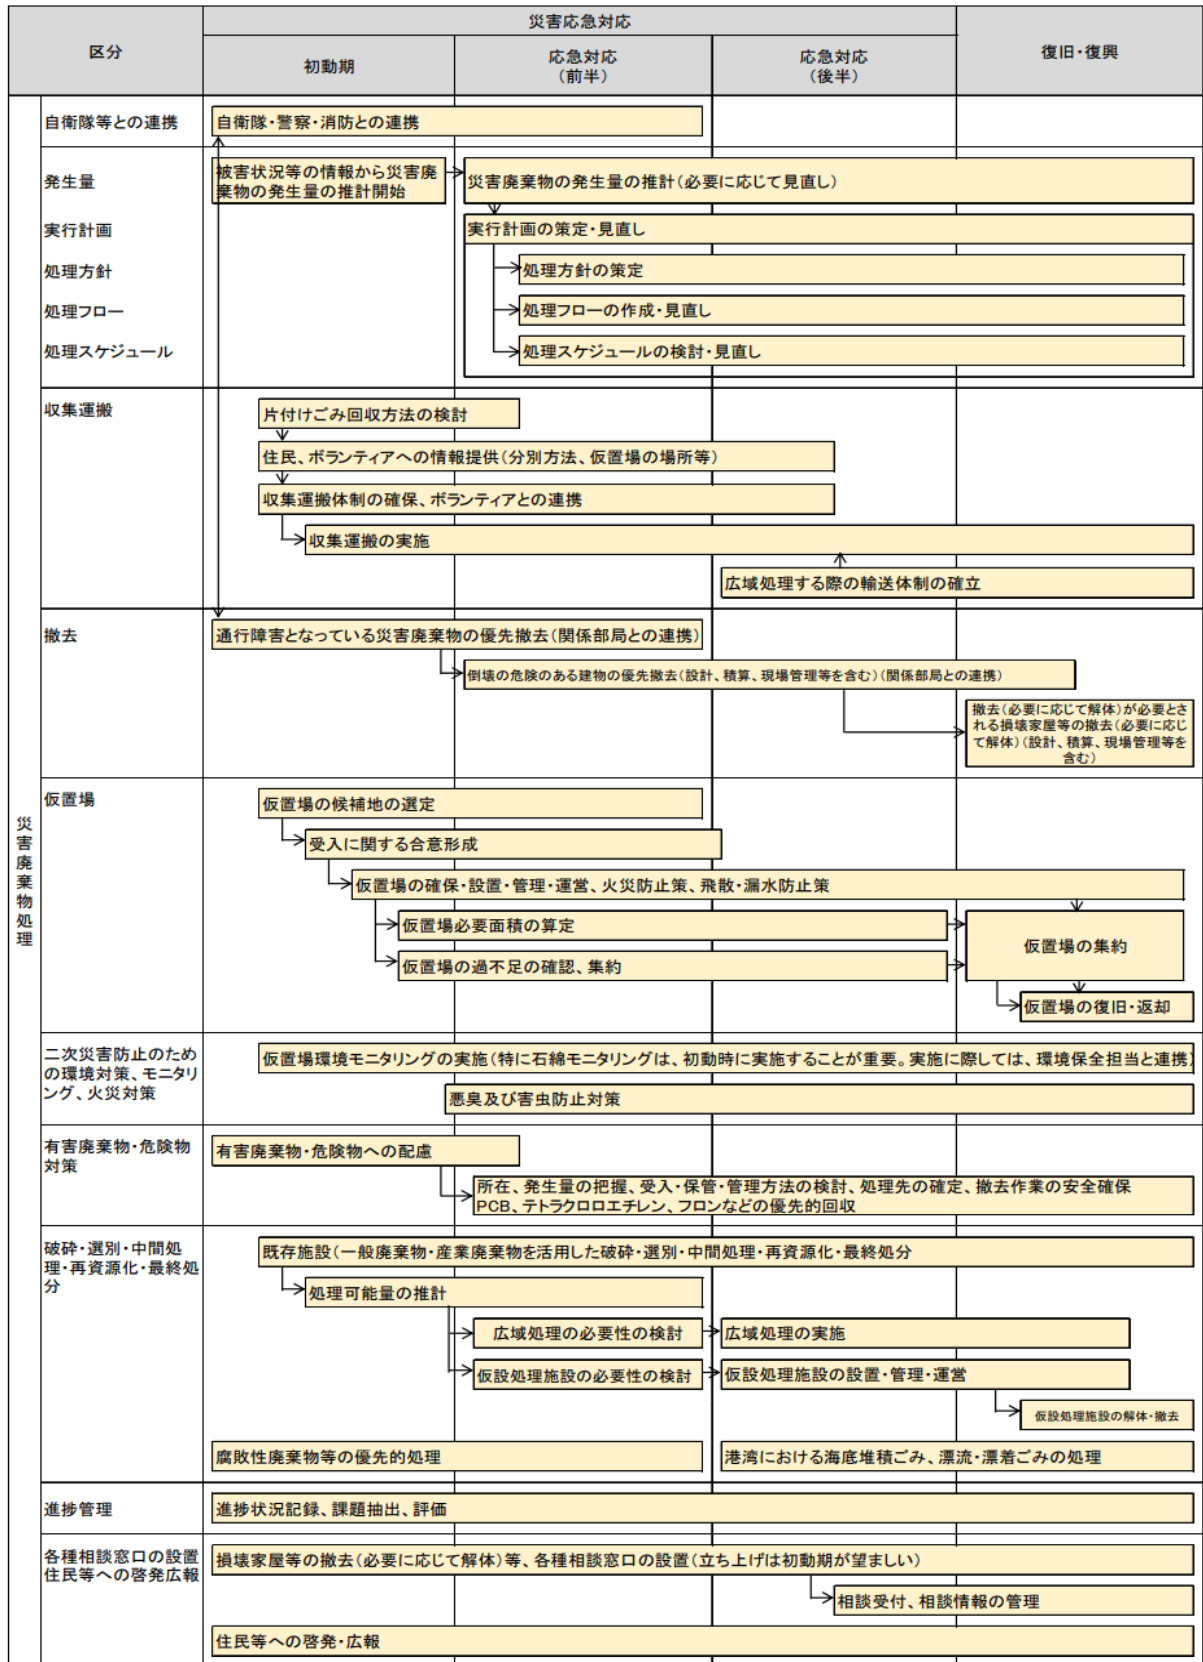 災害応急対応
区分
初動期
応急対応
（前半）
応急対応
（後半）
復旧・復興
災害廃棄物処理
自衛隊等との連携
自衛隊・警察・消防との連携
発生量
被害状況等の情報から災害廃
棄物の発生量の推計開始
災害廃棄物の発生量の推計（必要に応じて見直し）
実行計画
実行計画の策定・見直し
処理方針
処理方針の策定
処理フロー
処理フローの作成・見直し
処理スケジュール
処理スケジュールの検討・見直し
収集運搬
片付けごみ回収方法の検討
住民、ボランティアへの情報提供（分別方法、仮置場の場所等）
収集運搬体制の確保、ボランティアとの連携
収集運搬の実施
広域処理する際の輸送体制の確立
撤去
通行障害となっている災害廃棄物の優先撤去（関係部局との連携）
倒壊の危険のある建物の優先撤去（設計、積算、現場管理等を含む）（関係部局との連携）
撤去（必要に応じて解体）が必要とさ
れる損壊家屋等の撤去（必要に応じ
て解体）（設計、積算、現場管理等を
含む）
仮置場
仮置場の候補地の選定
受入に関する合意形成
仮置場の確保・設置・管理・運営、火災防止策、飛散・漏水防止策
仮置場必要面積の算定
仮置場の過不足の確認、集約
仮置場の集約
仮置場の復旧・返却
二次災害防止のため
の環境対策、モニタリ
ング、火災対策
仮置場環境モニタリングの実施（特に石綿モニタリングは、初動時に実施することが重要。実施に際しては、環境保全担当と連携）
悪臭及び害虫防止対策
有害廃棄物・危険物
対策
有害廃棄物・危険物への配慮
所在、発生量の把握、受入・保管・管理方法の検討、処理先の確定、撤去作業の安全確保
PCB、テトラクロロエチレン、フロンなどの優先的回収
破砕・選別・中間処
理・再資源化・最終処
分
既存施設（一般廃棄物・産業廃棄物を活用した破砕・選別・中間処理・再資源化・最終処分
処理可能量の推計
広域処理の必要性の検討
広域処理の実施
仮設処理施設の必要性の検討
仮設処理施設の設置・管理・運営
仮設処理施設の解体・撤去
腐敗性廃棄物等の優先的処理
港湾における海底堆積ごみ、漂流・漂着ごみの処理
進捗管理
進捗状況記録、課題抽出、評価
各種相談窓口の設置
住民等への啓発広報
損壊家屋等の撤去（必要に応じて解体）等、各種相談窓口の設置（立ち上げは初動期が望ましい）
相談受付、相談情報の管理
住民等への啓発・広報